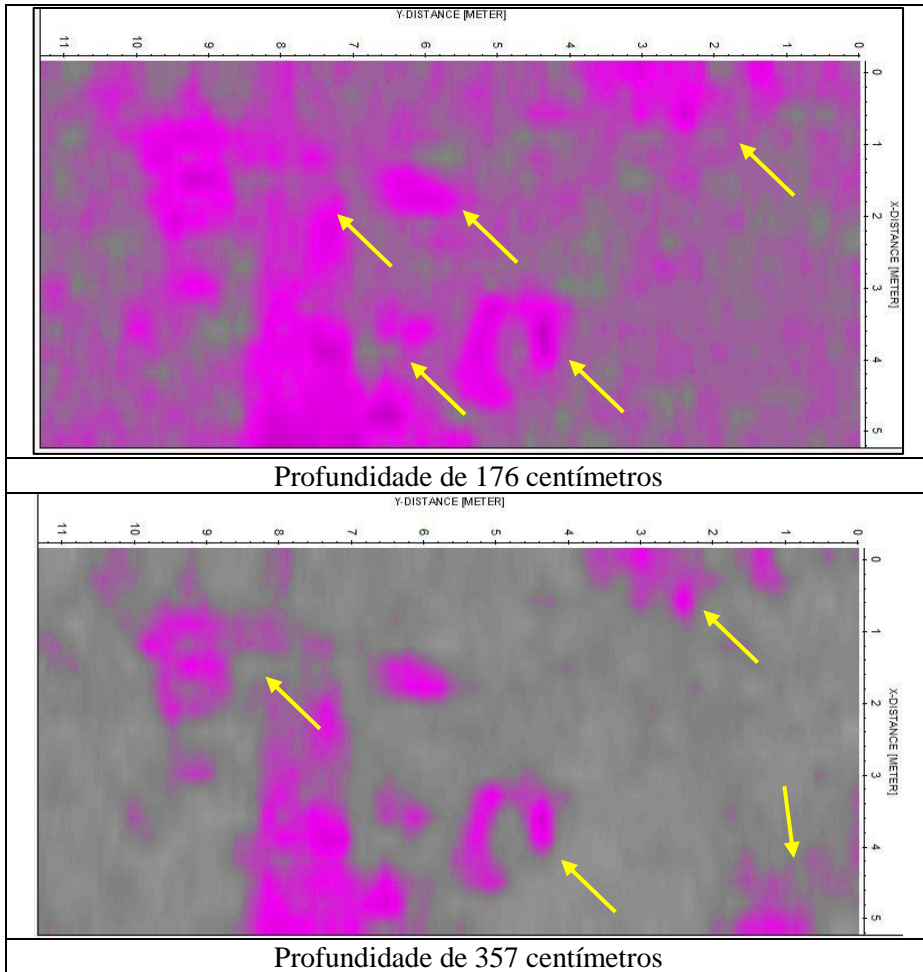 Y-DISTANCE [METER]
11 10 9 8 7 6 5 4 3 2 1 0
0
1
2
3
4
5
X-DISTANCE [METER]
Profundidade de 176 centímetros
Y-DISTANCE [METER]
11 10 9 8 7 6 5 4 3 2 1 0
0
1
2
3
4
5
X-DISTANCE [METER]
Profundidade de 357 centímetros